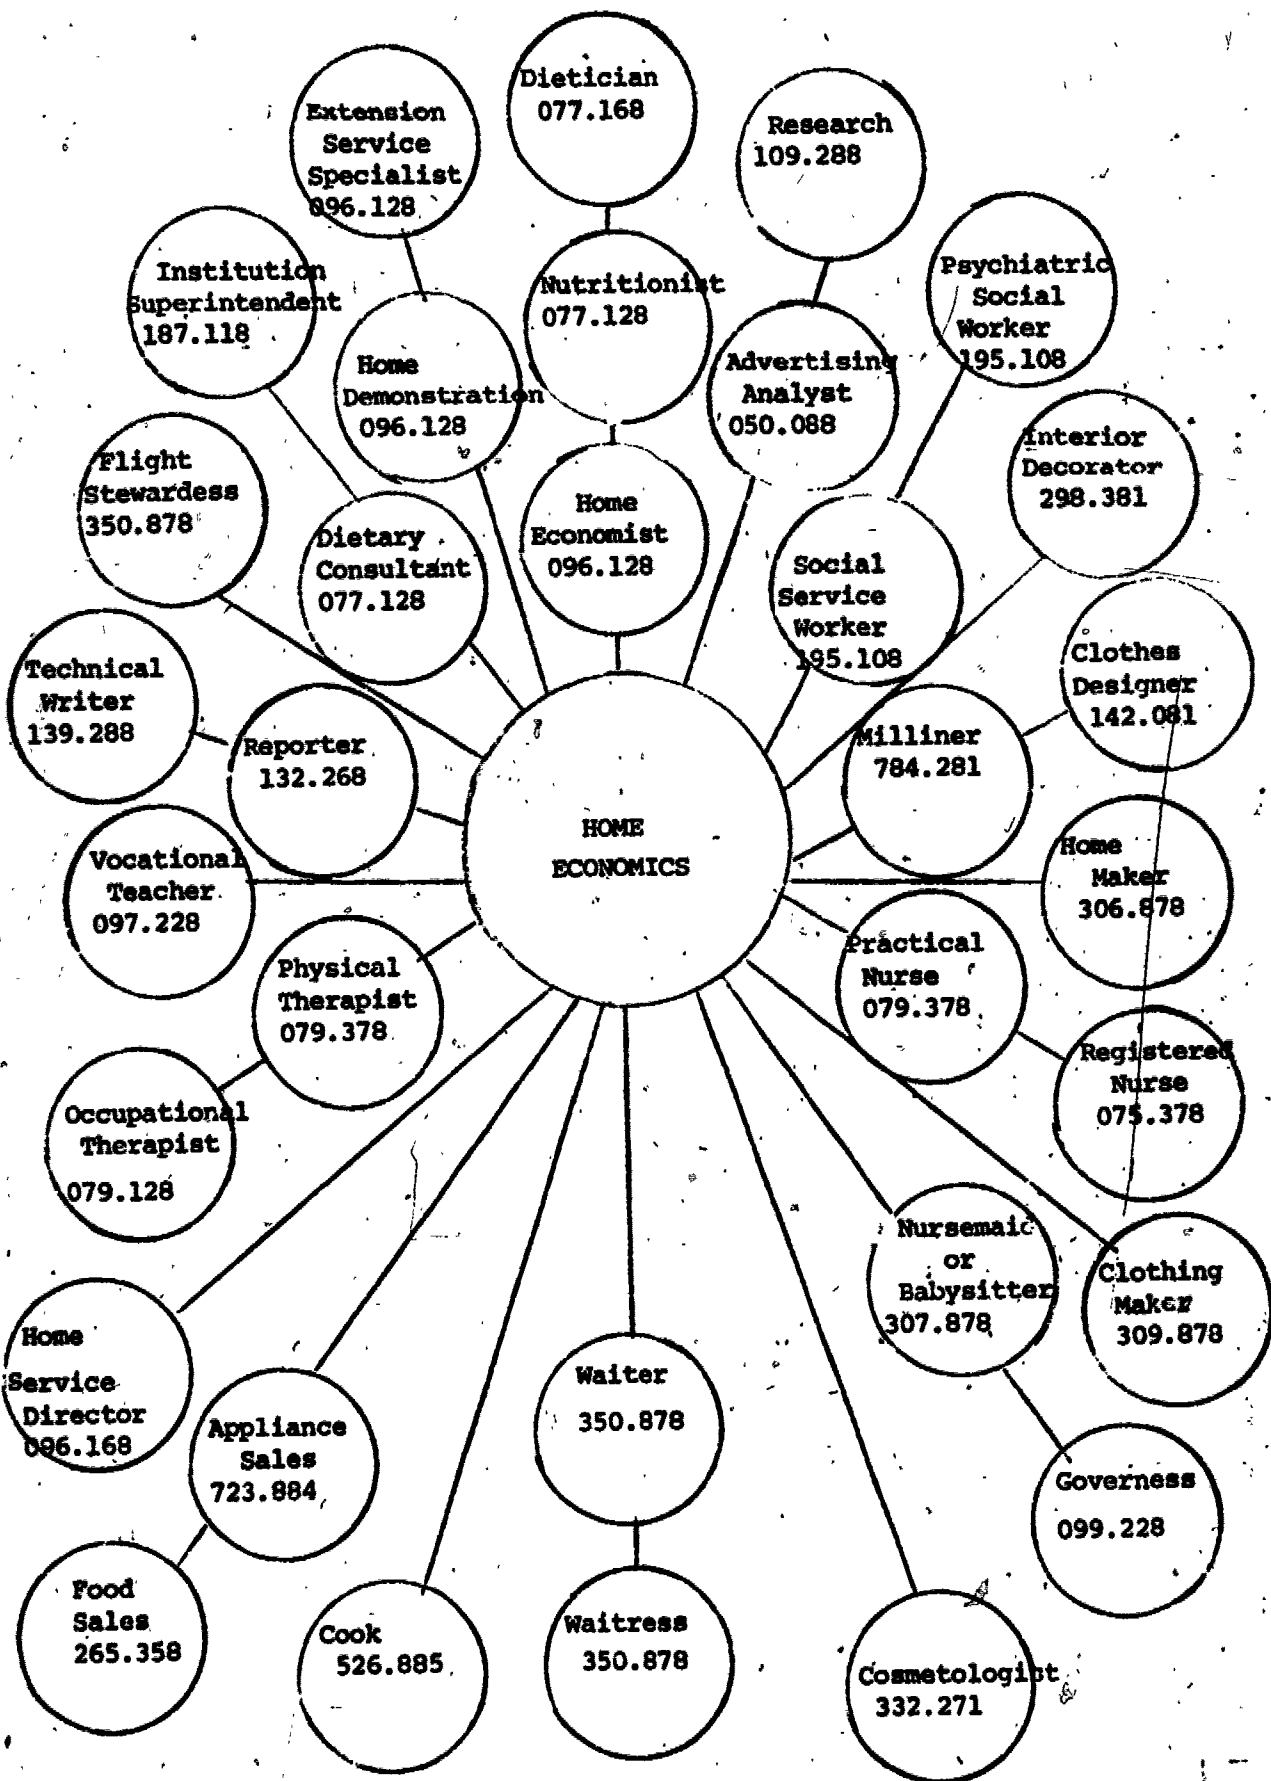 Dietician
077.168
Extension
Service
Specialist
096.128
Research
109.288
Institution
Superintendent
187.118
Nutritionist
077.128
Psychiatric
Social
Worker
195.108
Home
Demonstration
096.128
Advertising
Analyst
050.088
Flight
Stewardess
350.878
Interior
Decorator
298.381
Dietary
Consultant
077.128
Home
Economist
096.128
Social
Service
Worker
195.108
Technical
Writer
139.288
Clothes
Designer
142.081
Reporter
132.268
Milliner
784.281
HOME
ECONOMICS
Vocational
Teacher
097.228
Home
Maker
306.878
Physical
Therapist
079.378
Practical
Nurse
079.378
Occupational
Therapist
079.128
Registered
Nurse
075.378
Nursemaid
or
Babysitter
307.878
Clothing
Maker
309.878
Home
Service
Director
096.168
Appliance
Sales
723.884
Waiter
350.878
Governess
099.228
Food
Sales
265.358
Cook
526.885
Waitress
350.878
Cosmetologist
332.271